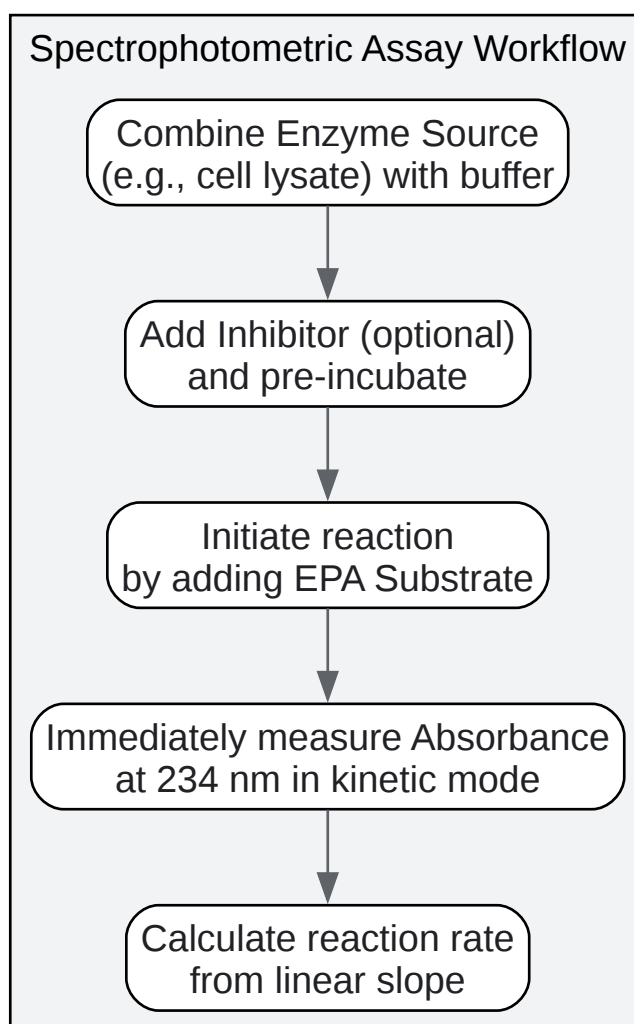 Spectrophotometric Assay Workflow
Combine Enzyme Source
(e.g., cell lysate) with buffer
Add Inhibitor (optional)
and pre-incubate
Initiate reaction
by adding EPA Substrate
Immediately measure Absorbance
at 234 nm in kinetic mode
Calculate reaction rate
from linear slope